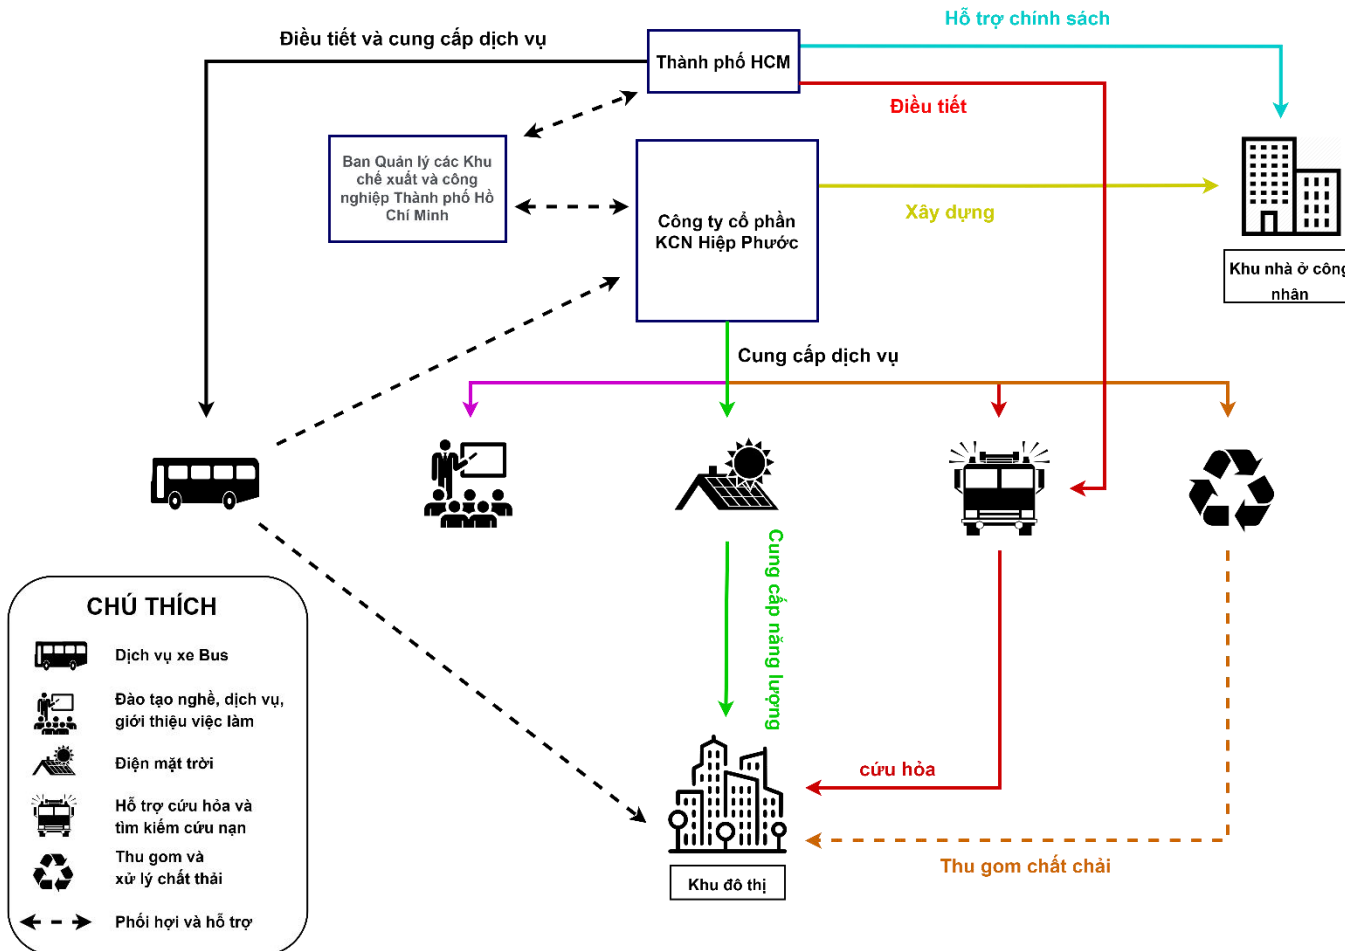 Hỗ trợ chính sách
Điều tiết và cung cấp dịch vụ
Thành phố HCM
Điều tiết
Ban Quản lý các Khu
chế xuất và công
nghiệp Thành phố Hồ
Chí Minh
Công ty cổ phần
KCN Hiệp Phước
Xây dựng
Khu nhà ở công
nhân
Cung cấp dịch vụ
Cung cấp năng lượng
cứu hỏa
Thu gom chất chải
Khu đô thị
CHÚ THÍCH
Dịch vụ xe Bus
Đào tạo nghề, dịch vụ,
giới thiệu việc làm
Điện mặt trời
Hỗ trợ cứu hỏa và
tìm kiếm cứu nạn
Thu gom và
xử lý chất thải
Phối hợi và hỗ trợ